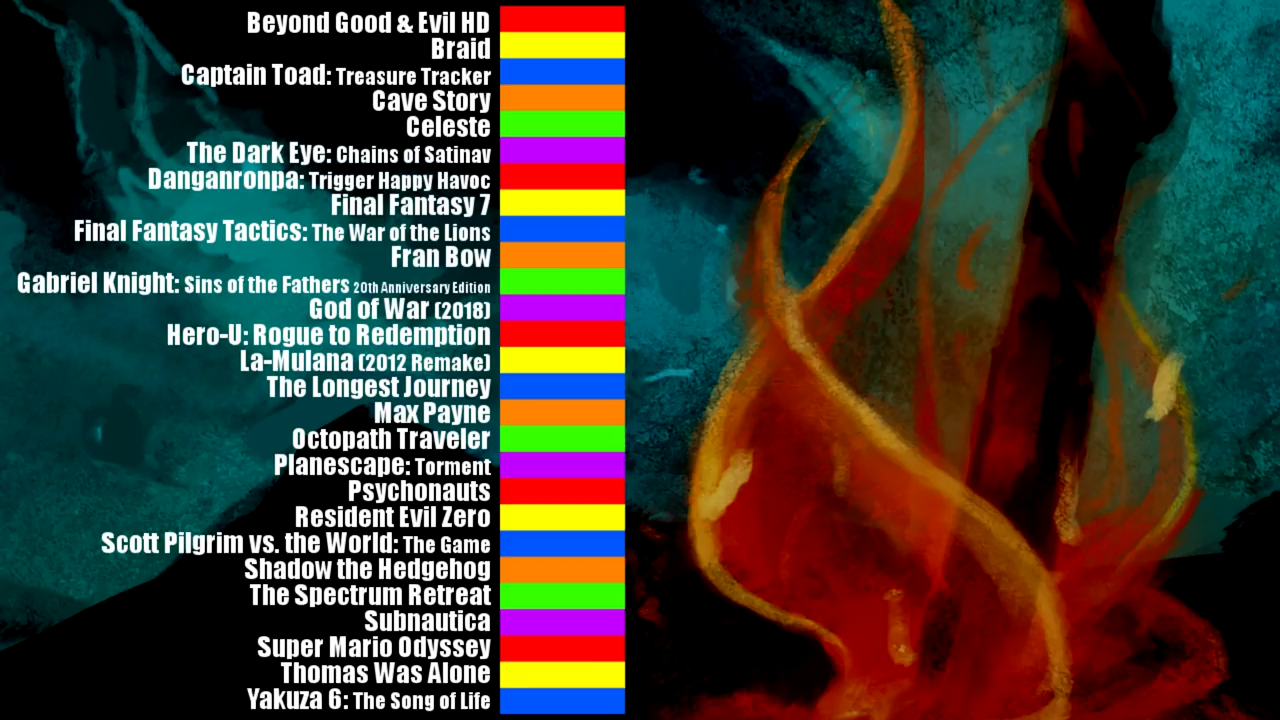 Beyond Good & Evil HD
Braid
Captain Toad: Treasure Tracker
Cave Story
Celeste
The Dark Eye: Chains of Satinav
Danganronpa: Trigger Happy Havoc
Final Fantasy 7
Final Fantasy Tactics: The War of the Lions
Fran Bow
Gabriel Knight: Sins of the Fathers 20th Anniversary Edition
God of War (2018)
Hero-U: Rogue to Redemption
La-Mulana (2012 Remake)
The Longest Journey
Max Payne
Octopath Traveler
Planescape: Torment
Psychonauts
Resident Evil Zero
Scott Pilgrim vs. the World: The Game
Shadow the Hedgehog
The Spectrum Retreat
Subnautica
Super Mario Odyssey
Thomas Was Alone
Yakuza 6: The Song of Life